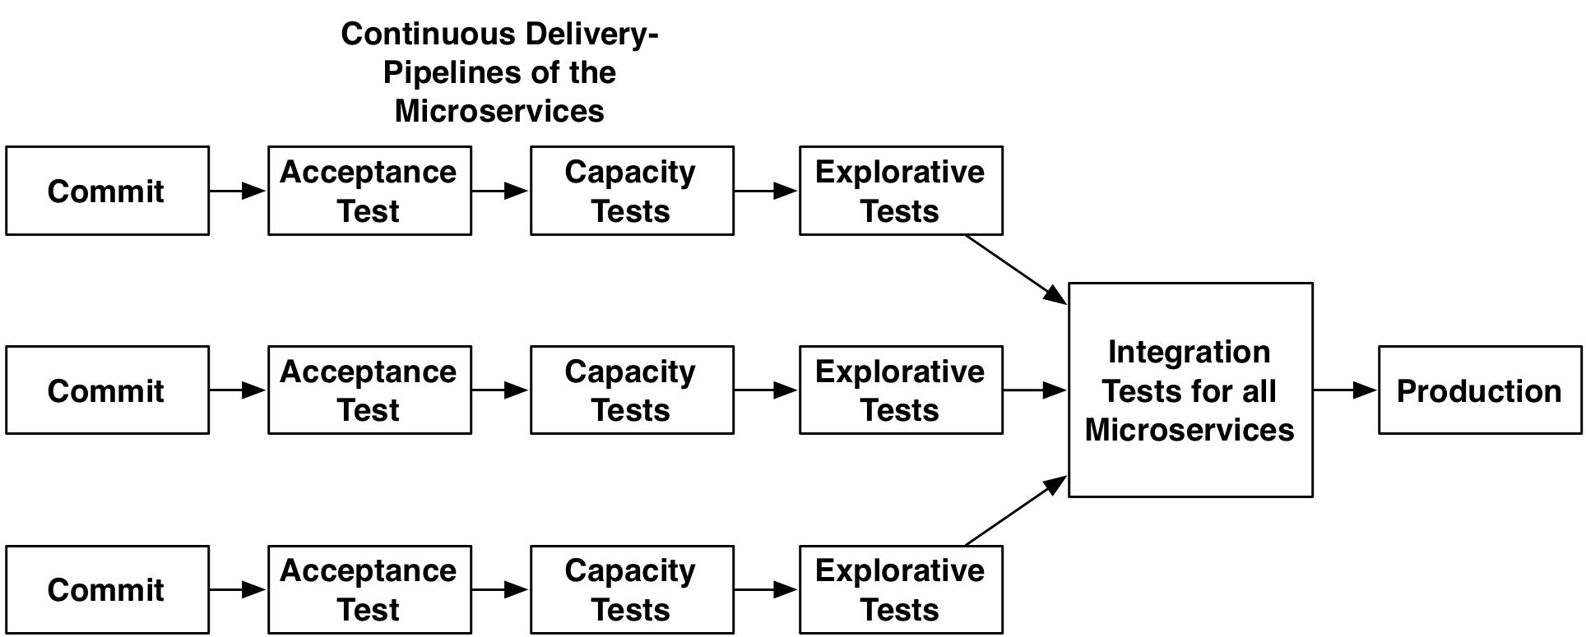 Continuous Delivery-
Pipelines of the
Microservices
Commit
Acceptance
Test
Capacity
Tests
Explorative
Tests
Commit
Acceptance
Test
Capacity
Tests
Explorative
Tests
Integration
Tests for all
Microservices
Production
Commit
Acceptance
Test
Capacity
Tests
Explorative
Tests